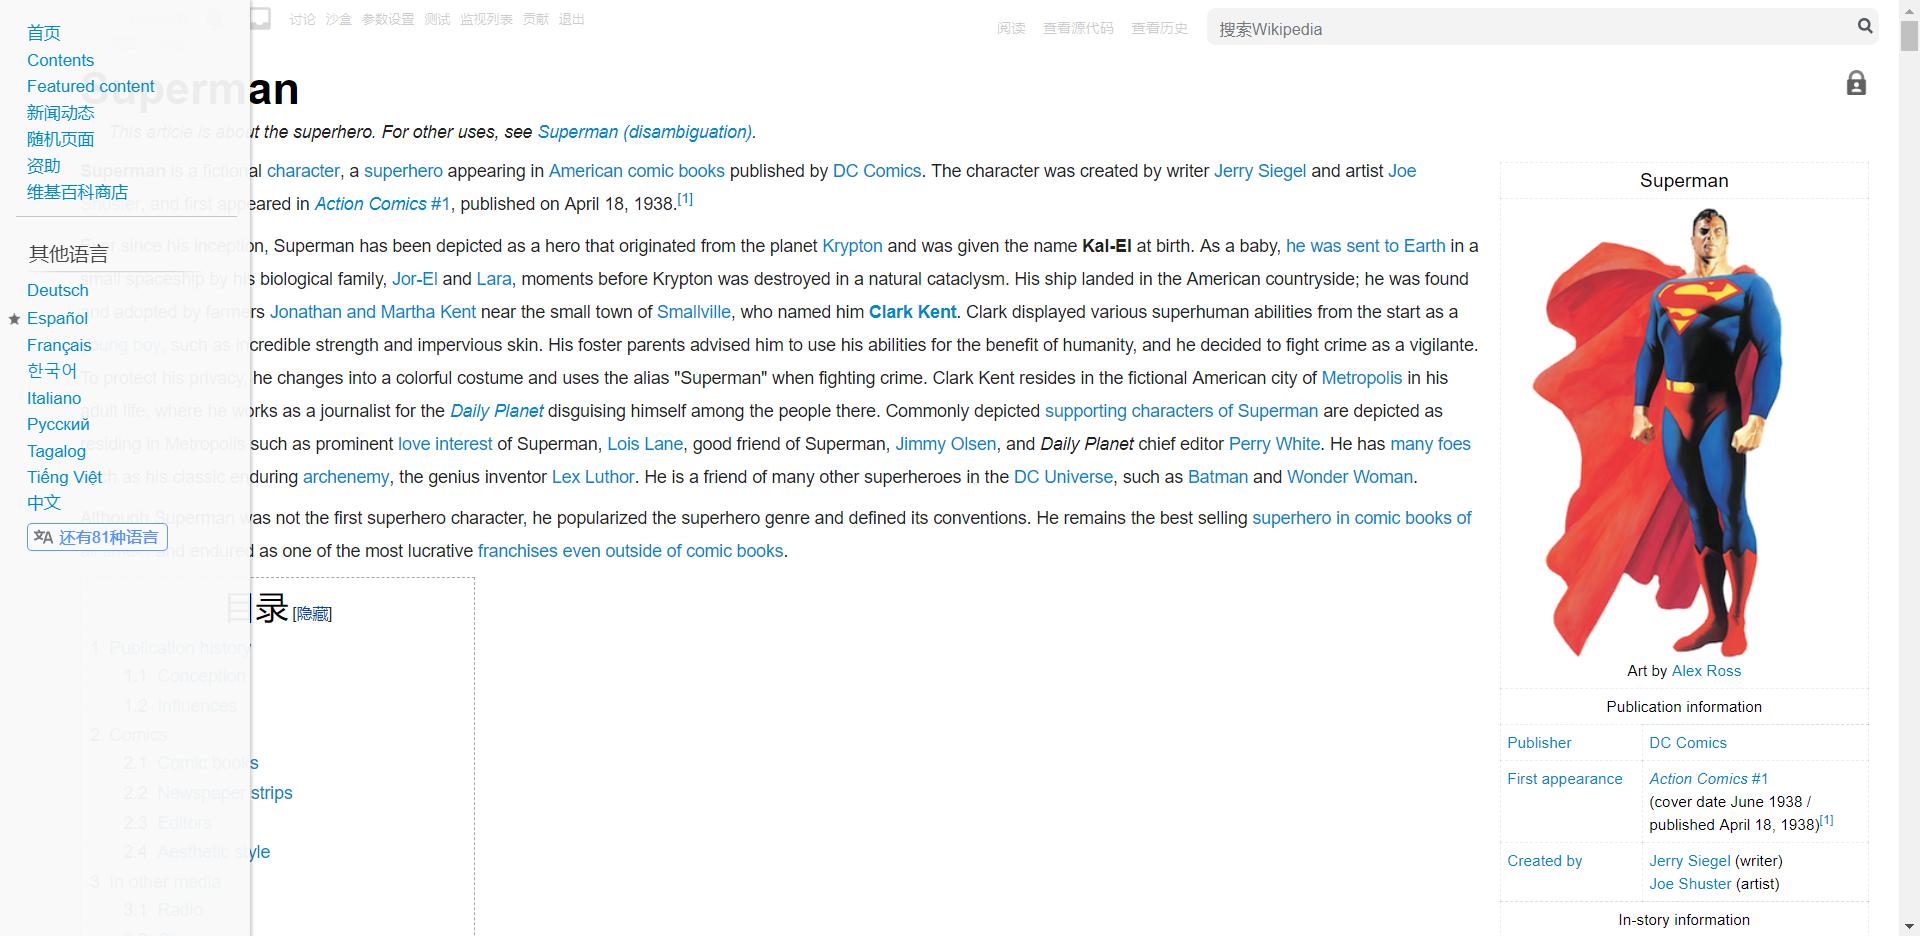 首页
Contents
Featured content
新闻动态
随机页面
资助
维基百科商店
其他语言
Deutsch
Español
Français
한국어
Italiano
Русский
Tagalog
Tiếng Việt
中文
还有81种语言
讨论 沙盒 参数设置 测试 监视列表 贡献 退出
阅读 查看源代码 查看历史
搜索Wikipedia
Superman
This article is about the superhero. For other uses, see Superman (disambiguation).
Superman is a fictional character, a superhero appearing in American comic books published by DC Comics. The character was created by writer Jerry Siegel and artist Joe
Shuster, and first appeared in Action Comics #1, published on April 18, 1938.[1]
Ever since his inception, Superman has been depicted as a hero that originated from the planet Krypton and was given the name Kal-El at birth. As a baby, he was sent to Earth in a
small spaceship by his biological family, Jor-El and Lara, moments before Krypton was destroyed in a natural cataclysm. His ship landed in the American countryside; he was found
and adopted by farmers Jonathan and Martha Kent near the small town of Smallville, who named him Clark Kent. Clark displayed various superhuman abilities from the start as a
young boy, such as incredible strength and impervious skin. His foster parents advised him to use his abilities for the benefit of humanity, and he decided to fight crime as a vigilante.
To protect his privacy, he changes into a colorful costume and uses the alias "Superman" when fighting crime. Clark Kent resides in the fictional American city of Metropolis in his
adult life, where he works as a journalist for the Daily Planet disguising himself among the people there. Commonly depicted supporting characters of Superman are depicted as
residing in Metropolis such as prominent love interest of Superman, Lois Lane, good friend of Superman, Jimmy Olsen, and Daily Planet chief editor Perry White. He has many foes
such as his classic enduring archenemy, the genius inventor Lex Luthor. He is a friend of many other superheroes in the DC Universe, such as Batman and Wonder Woman.
Although Superman was not the first superhero character, he popularized the superhero genre and defined its conventions. He remains the best selling superhero in comic books of
all time and endured as one of the most lucrative franchises even outside of comic books.
目录 [隐藏]
1 Publication history
1.1 Conception
1.2 Influences
2 Comics
2.1 Comic books
2.2 Newspaper strips
2.3 Editors
2.4 Aesthetic style
3 In other media
3.1 Radio
Superman
Art by Alex Ross
Publication information
Publisher DC Comics
First appearance Action Comics #1
(cover date June 1938 /
published April 18, 1938)[1]
Created by Jerry Siegel (writer)
Joe Shuster (artist)
In-story information